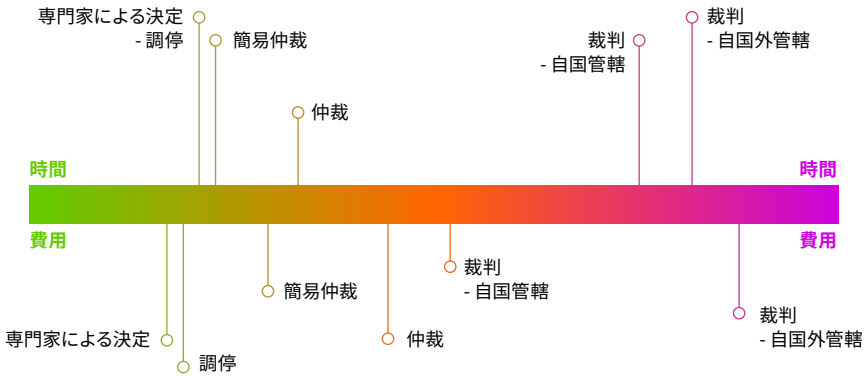 専門家による決定
- 調停
簡易仲裁
仲裁
裁判
- 自国管轄
裁判
- 自国外管轄
時間
時間
費用
費用
専門家による決定
調停
簡易仲裁
仲裁
裁判
- 自国管轄
裁判
- 自国外管轄